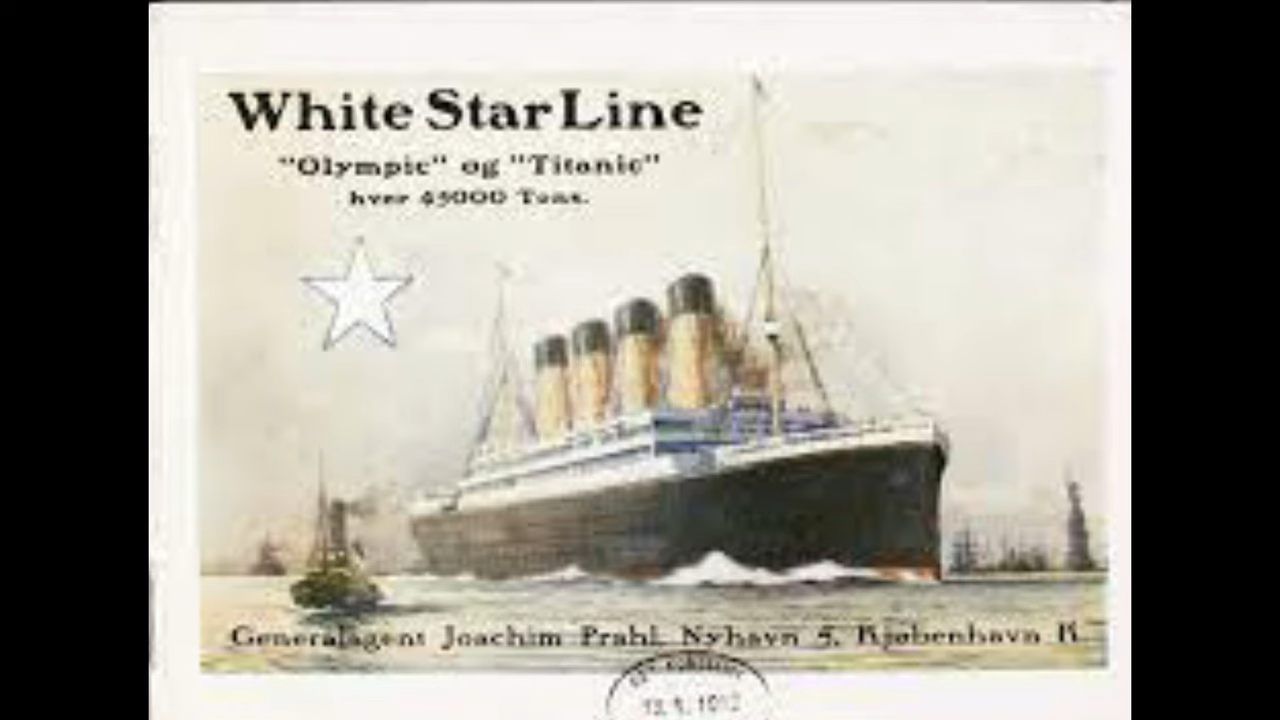 White Star Line
"Olympic" og "Titanic"
hver 45000 Tons.
Generalagent Joachim Prahl, Nyhavn 5, Kjøbenhavn K